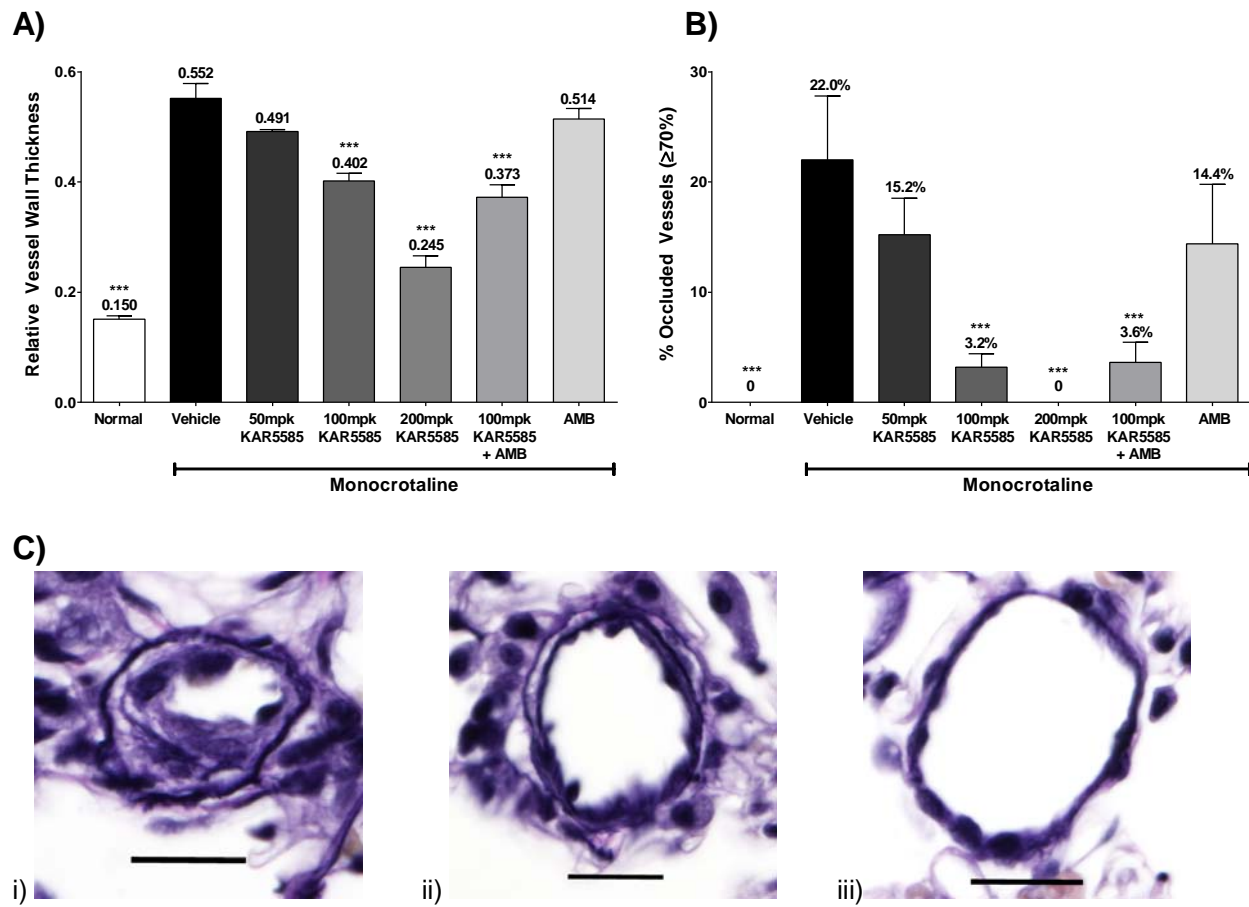 A)
Relative Vessel Wall Thickness
0.6
0.4
0.2
0.0
***
0.150
0.552
0.491
***
0.402
***
0.245
***
0.373
0.514
Normal
Vehicle
50mpk
KAR5585
100mpk
KAR5585
200mpk
KAR5585
100mpk
KAR5585
+ AMB
AMB
Monocrotaline
B)
% Occluded Vessels (≥70%)
30
20
10
0
***
0
22.0%
15.2%
***
3.2%
***
0
***
3.6%
14.4%
Normal
Vehicle
50mpk
KAR5585
100mpk
KAR5585
200mpk
KAR5585
100mpk
KAR5585
+ AMB
AMB
Monocrotaline
C)
i)
ii)
iii)